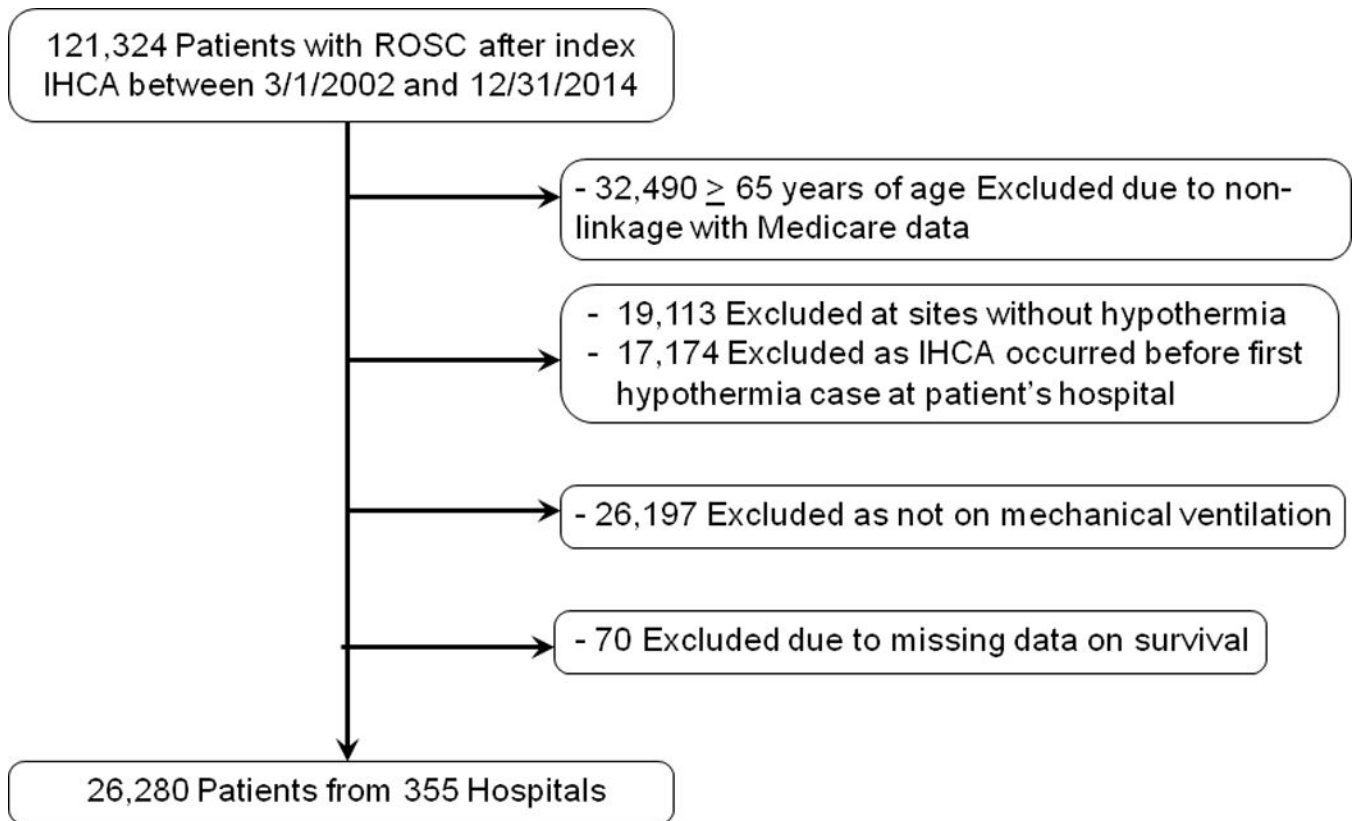 121,324 Patients with ROSC after index
IHCA between 3/1/2002 and 12/31/2014
- 32,490 ≥ 65 years of age Excluded due to non-
linkage with Medicare data
- 19,113 Excluded at sites without hypothermia
- 17,174 Excluded as IHCA occurred before first
hypothermia case at patient's hospital
- 26,197 Excluded as not on mechanical ventilation
- 70 Excluded due to missing data on survival
26,280 Patients from 355 Hospitals